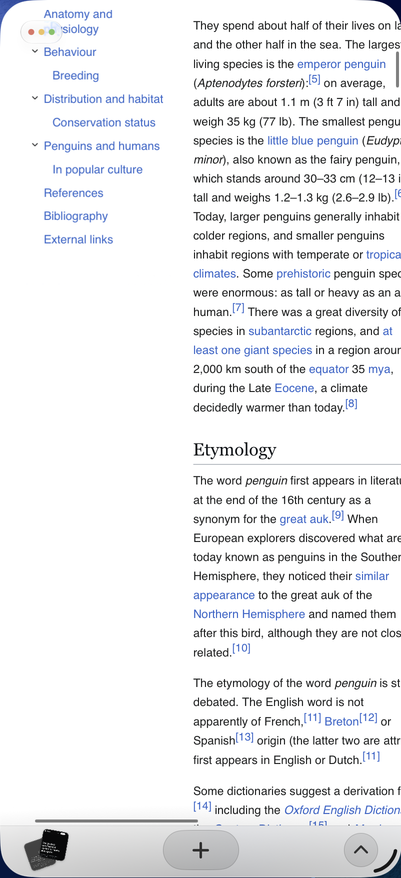 Anatomy and
physiology
Behaviour
Breeding
Distribution and habitat
Conservation status
Penguins and humans
In popular culture
References
Bibliography
External links
They spend about half of their lives on
and the other half in the sea. The larges
living species is the emperor penguin
(Aptenodytes forsteri):[5] on average,
adults are about 1.1 m (3 ft 7 in) tall and
weigh 35 kg (77 lb). The smallest pengu
species is the little blue penguin (Eudyp
minor), also known as the fairy penguin,
which stands around 30–33 cm (12–13 i
tall and weighs 1.2–1.3 kg (2.6–2.9 lb).[6
Today, larger penguins generally inhabit
colder regions, and smaller penguins
inhabit regions with temperate or tropica
climates. Some prehistoric penguin spec
were enormous: as tall or heavy as an a
human.[7] There was a great diversity of
species in subantarctic regions, and at
least one giant species in a region aroun
2,000 km south of the equator 35 mya,
during the Late Eocene, a climate
decidedly warmer than today.[8]
Etymology
The word penguin first appears in literatu
at the end of the 16th century as a
synonym for the great auk.[9] When
European explorers discovered what are
today known as penguins in the Souther
Hemisphere, they noticed their similar
appearance to the great auk of the
Northern Hemisphere and named them
after this bird, although they are not clos
related.[10]
The etymology of the word penguin is st
debated. The English word is not
apparently of French,[11] Breton[12] or
Spanish[13] origin (the latter two are attr
first appears in English or Dutch.[11]
Some dictionaries suggest a derivation f
[14] including the Oxford English Diction